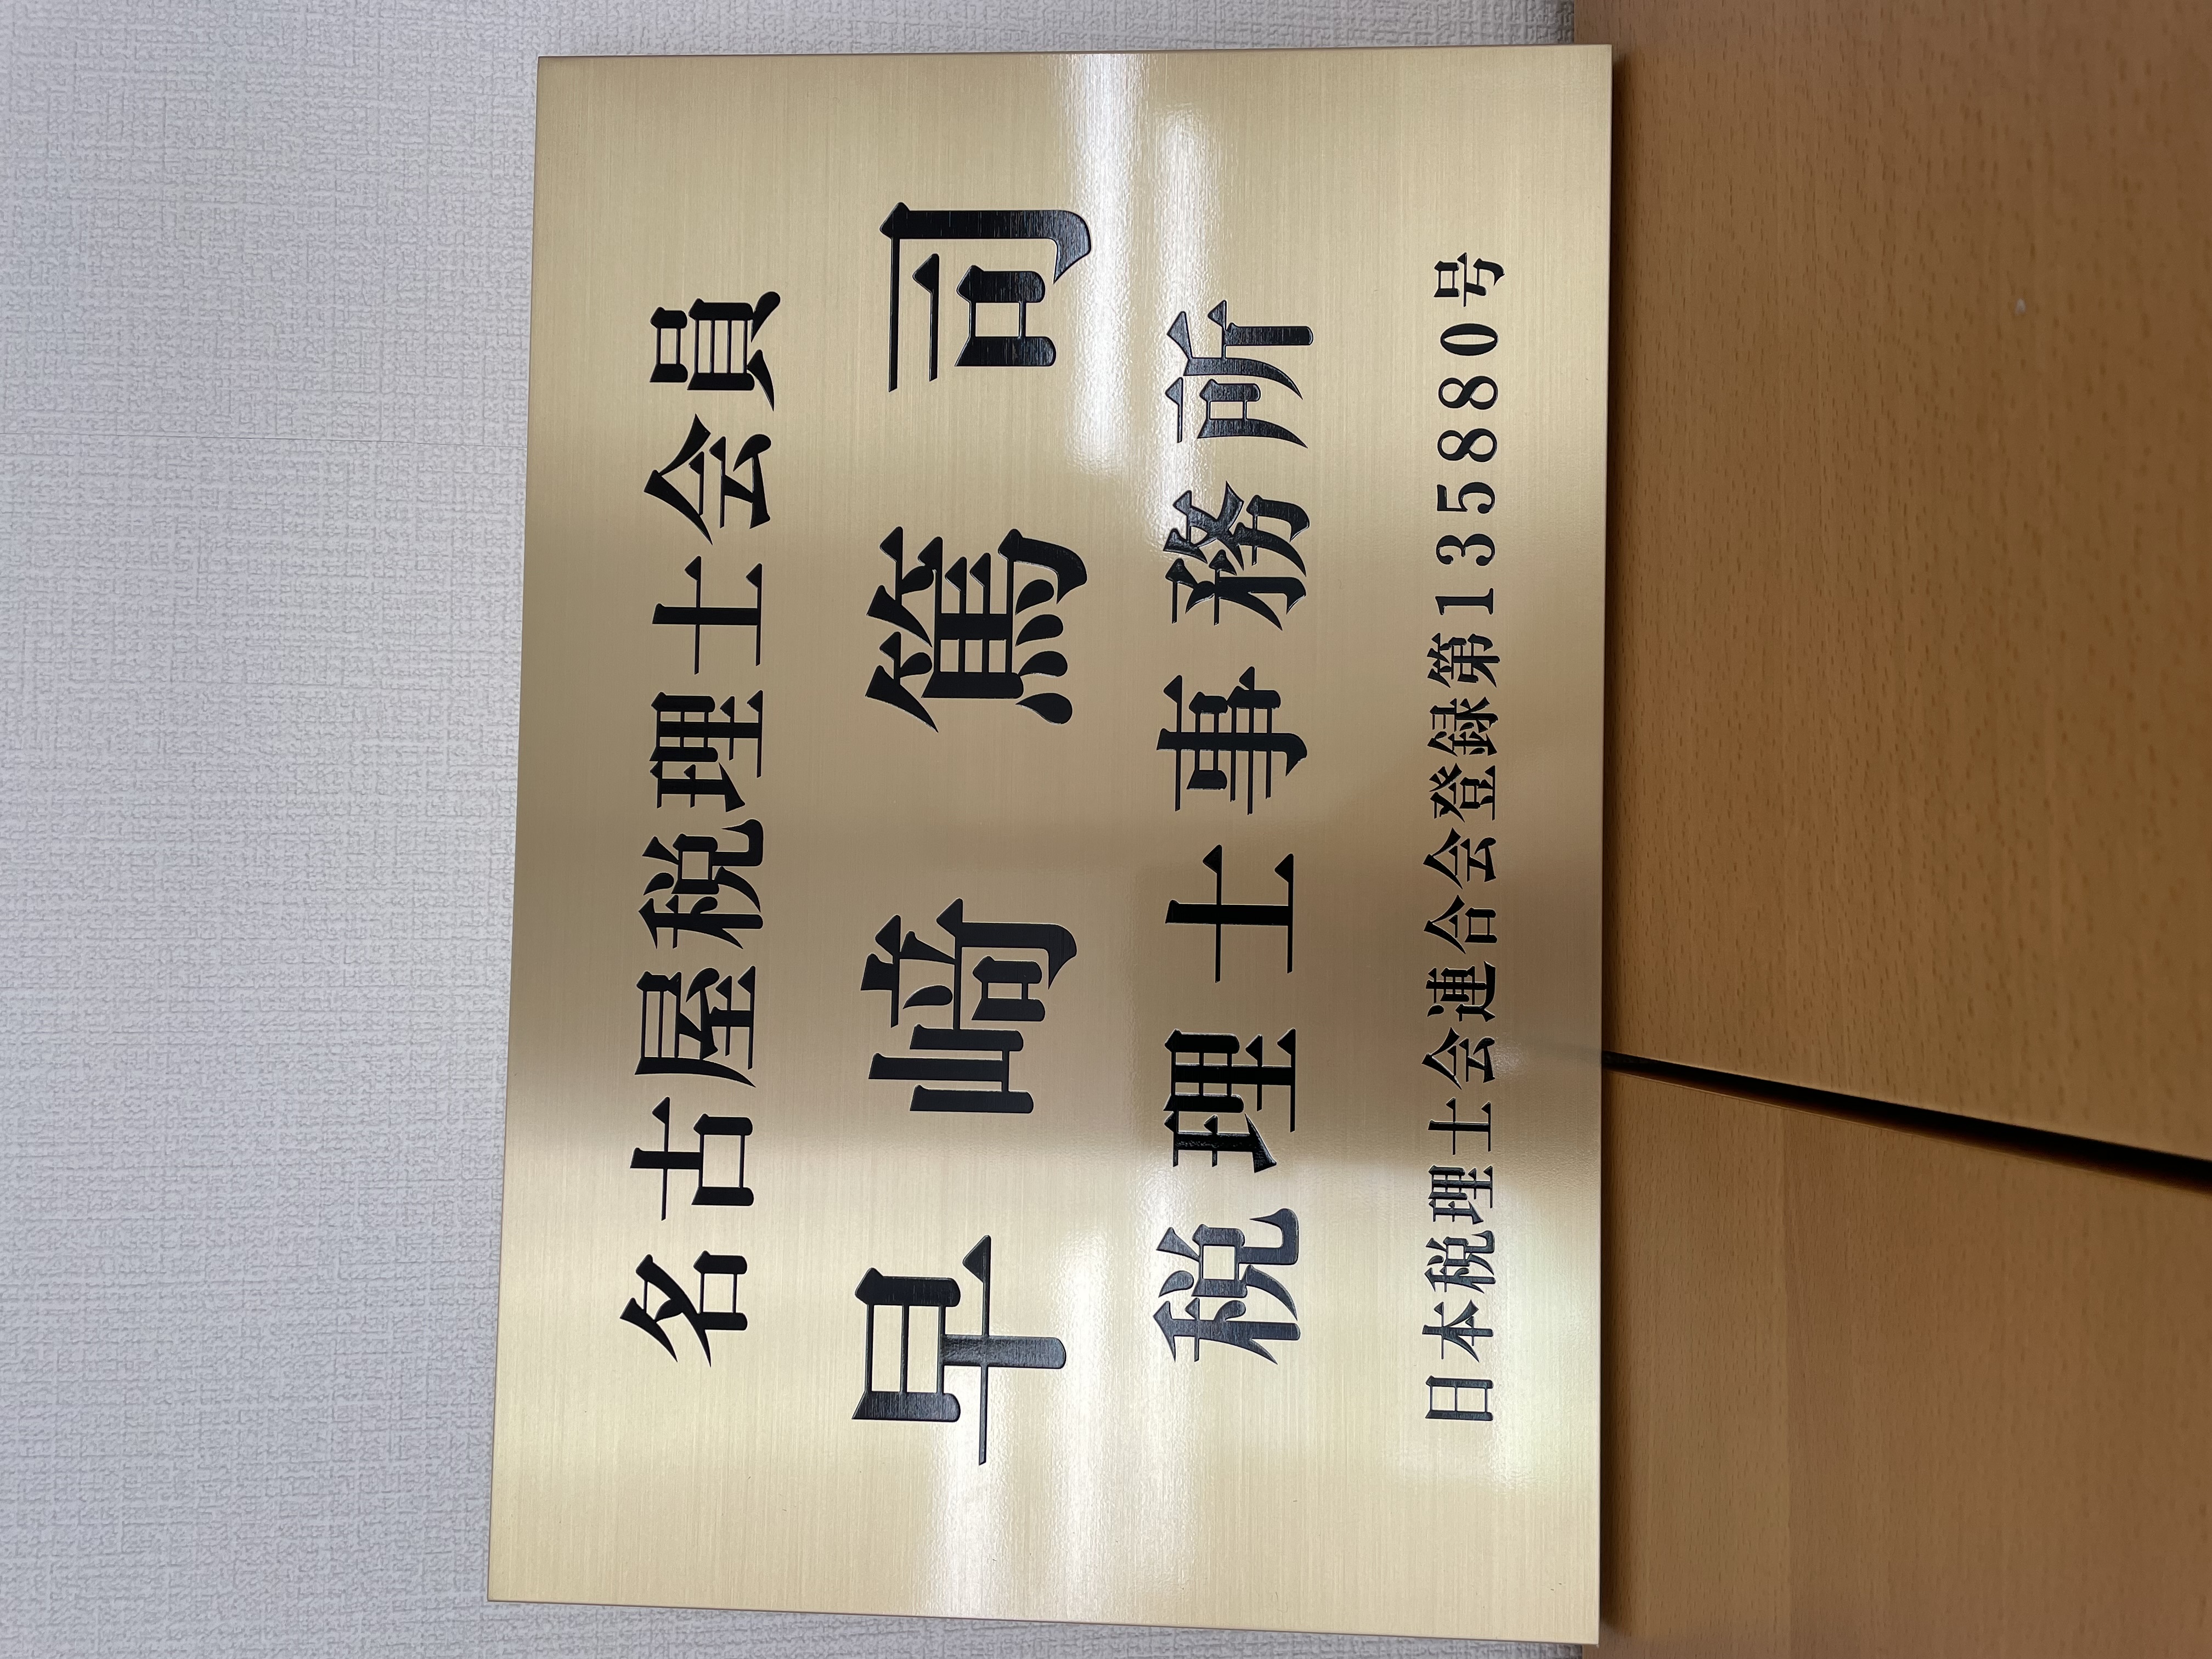 名古屋税理士会員
早﨑篤司
税理士事務所
日本税理士会連合会登録第135880号